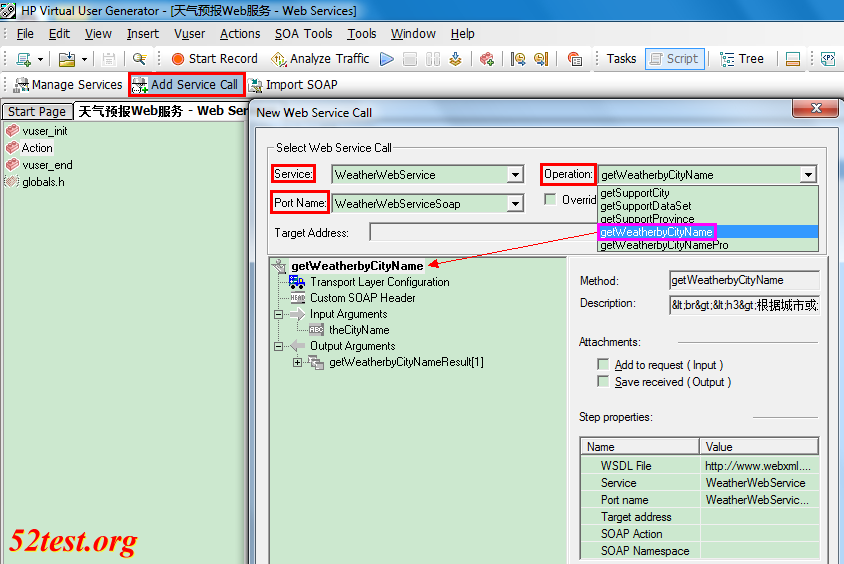 HP Virtual User Generator - [天气预报Web服务 - Web Services]
File Edit View Insert Vuser Actions SOA Tools Tools Window Help
Start Record Analyze Traffic Tasks Script Tree
Manage Services Add Service Call Import SOAP
Start Page 天气预报Web服务 - Web Ser
vuser_init
Action
vuser_end
globals.h
New Web Service Call
Select Web Service Call
Service: WeatherWebService Operation: getWeatherbyCityName
Port Name: WeatherWebServiceSoap Overrid
Target Address:
getSupportCity
getSupportDataSet
getSupportProvince
getWeatherbyCityName
getWeatherbyCityNamePro
getWeatherbyCityName
Transport Layer Configuration
HEAD Custom SOAP Header
Input Arguments
ABC theCityName
Output Arguments
getWeatherbyCityNameResult[1]
Method: getWeatherbyCityName
Description: &lt;br&gt;&lt;h3&gt;根据城市或
Attachments:
Add to request ( Input )
Save received ( Output )
Step properties:
Name Value
WSDL File http://www.webxml....
Service WeatherWebService
Port name WeatherWebServic...
Target address
SOAP Action
SOAP Namespace
52test.org